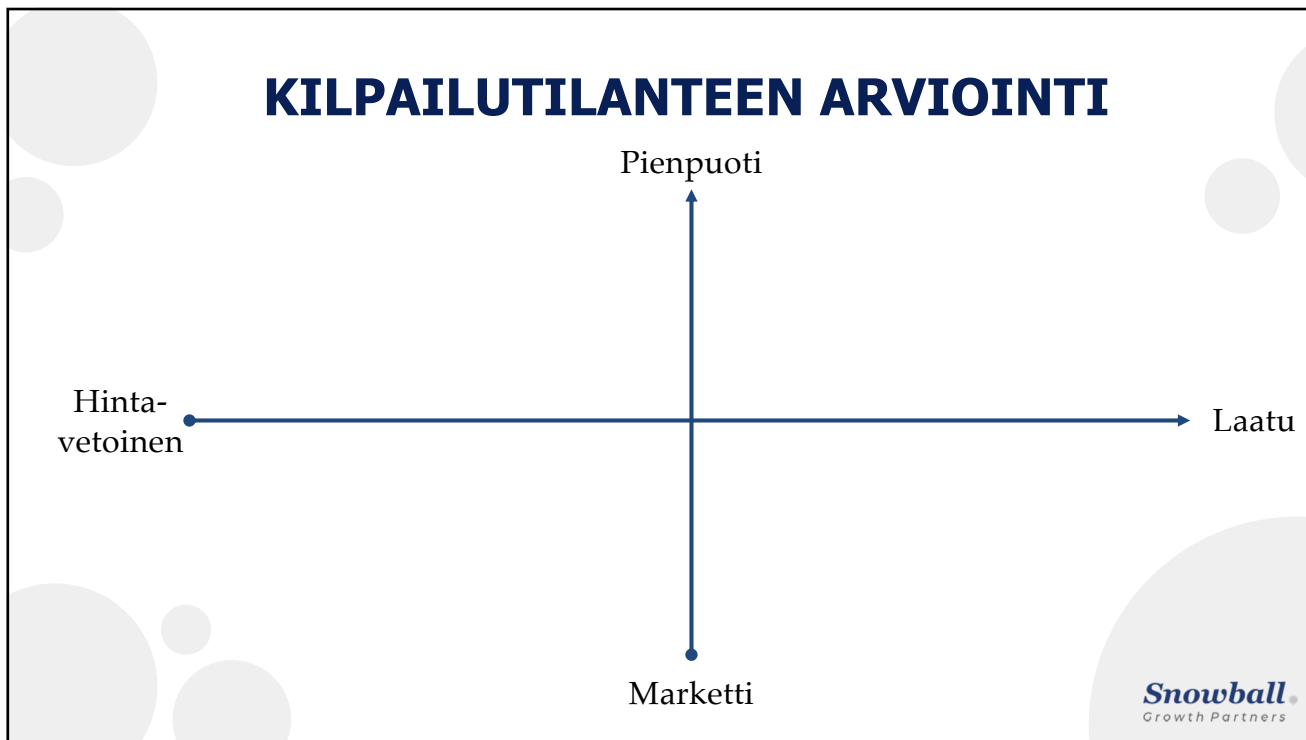 KILPAILUTILANTEEN ARVIOINTI
Pienpuoti
Hinta-
vetoinen
Laatu
Marketti
Snowball
Growth Partners